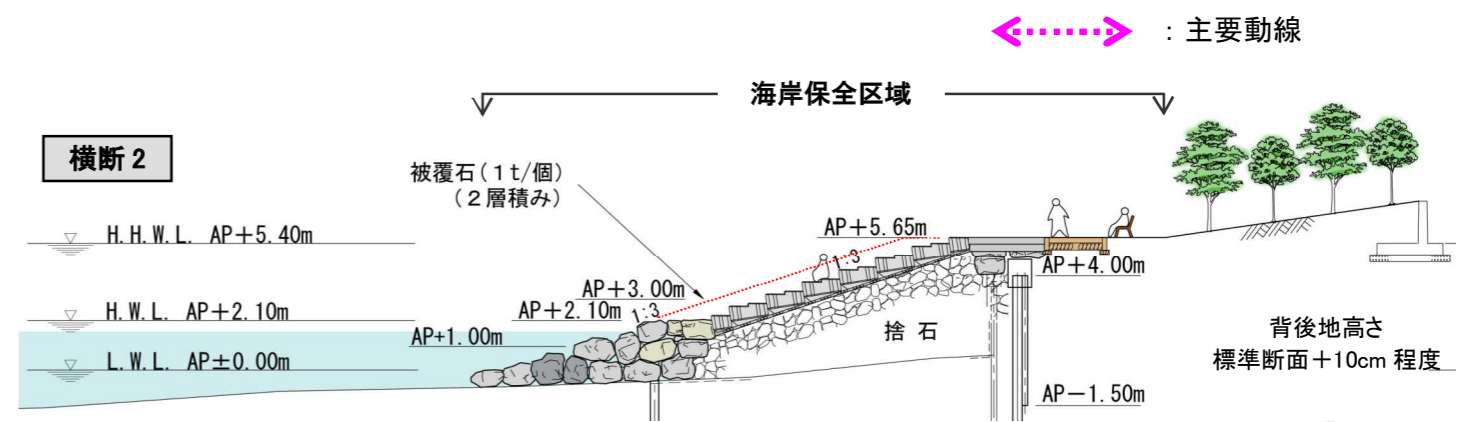 ：主要動線
海岸保全区域
横断２
被覆石（１ｔ/個）
（２層積み）
H.H.W.L. AP＋5.40m
AP＋5.65m
1:3
AP＋4.00m
AP＋3.00m
H.W.L. AP＋2.10m
AP＋2.10m
1:3
AP+1.00m
捨石
背後地高さ
標準断面＋10cm 程度
L.W.L. AP±0.00m
AP－1.50m